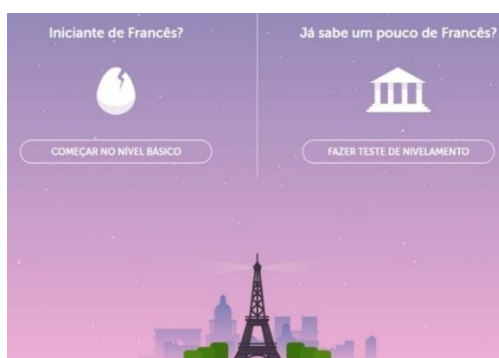 Iniciante de Francês?
COMEÇAR NO NÍVEL BÁSICO
Já sabe um pouco de Francês?
FAZER TESTE DE NIVELAMENTO